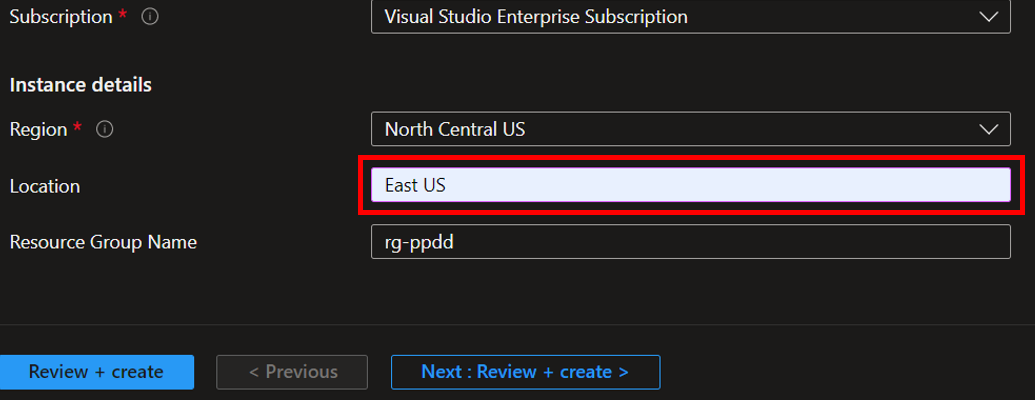 Subscription * Visual Studio Enterprise Subscription
Instance details
Region * North Central US
Location East US
Resource Group Name rg-ppdd
Review + create < Previous Next : Review + create >